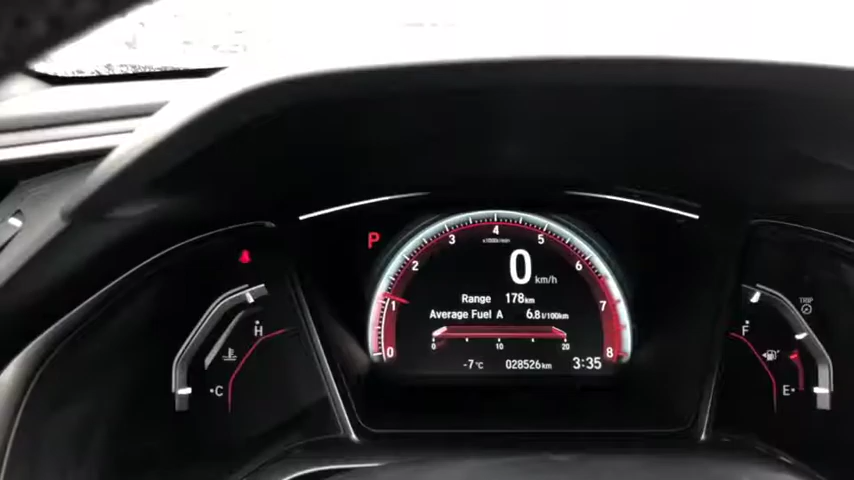 P
0 1 2 3 4 5 6 7 8
x1000r/min
0 km/h
Range 178km
Average Fuel A 6.8l/100km
0 10 20
-7°C 028526km 3:35
H
C
TRIP
F
E